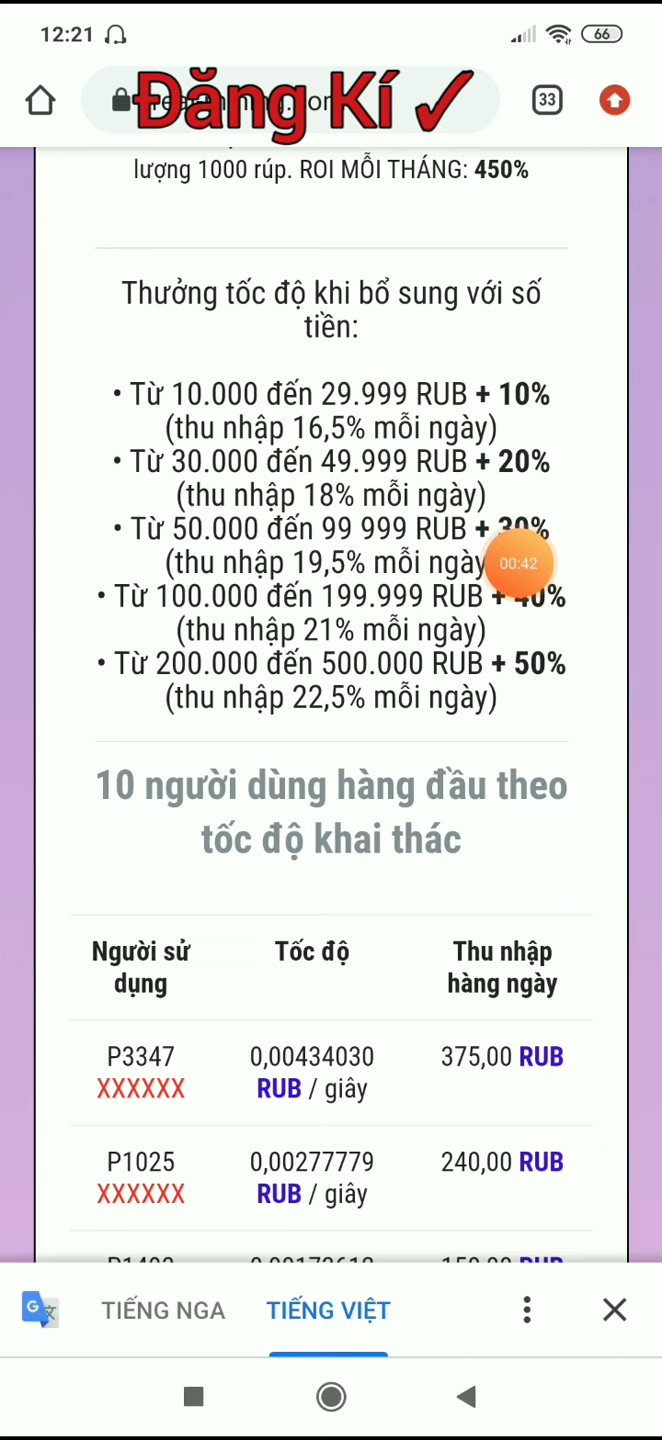 12:21
66
Đăng Kí ✓
33
lượng 1000 rúp. ROI MỖI THÁNG: 450%
Thưởng tốc độ khi bổ sung với số
tiền:
• Từ 10.000 đến 29.999 RUB + 10%
(thu nhập 16,5% mỗi ngày)
• Từ 30.000 đến 49.999 RUB + 20%
(thu nhập 18% mỗi ngày)
• Từ 50.000 đến 99 999 RUB + 30%
(thu nhập 19,5% mỗi ngày
00:42
• Từ 100.000 đến 199.999 RUB + 40%
(thu nhập 21% mỗi ngày)
• Từ 200.000 đến 500.000 RUB + 50%
(thu nhập 22,5% mỗi ngày)
10 người dùng hàng đầu theo
tốc độ khai thác
Người sử Tốc độ Thu nhập
dụng hàng ngày
P3347 0,00434030 375,00 RUB
XXXXXX RUB / giây
P1025 0,00277779 240,00 RUB
XXXXXX RUB / giây
TIẾNG NGA TIẾNG VIỆT